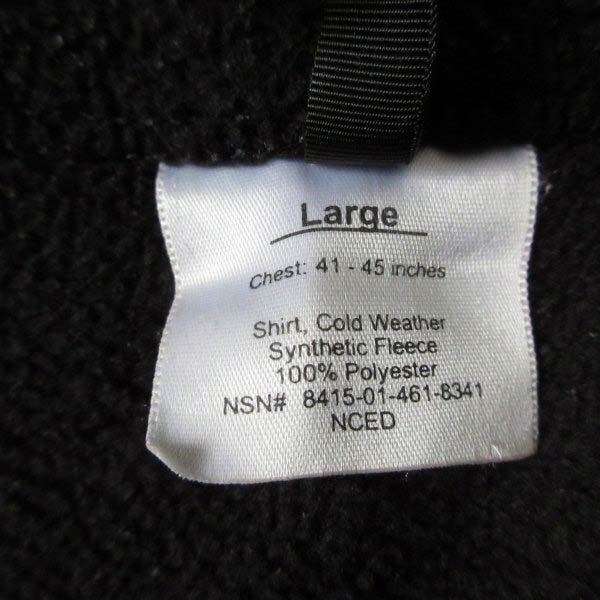 Large
Chest: 41 - 45 inches
Shirt, Cold Weather
Synthetic Fleece
100% Polyester
NSN# 8415-01-461-8341
NCED